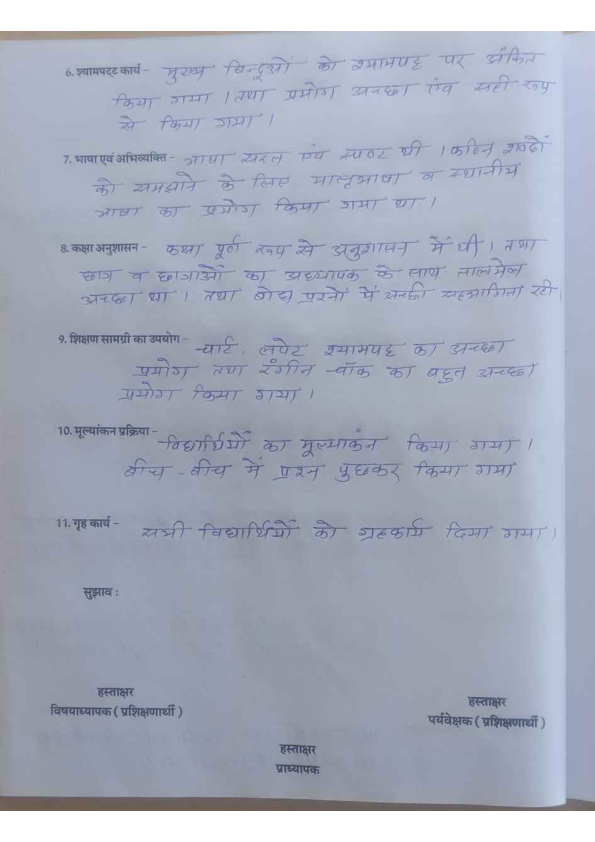 6. श्यामपट्ट कार्य - मुख्य बिन्दूओं को श्यामपट्ट पर अंकित
किया गया । तथा प्रयोग अच्छा एंव सही रूप
से किया गया ।
7. भाषा एवं अभिव्यक्ति - भाषा सरल एंव स्पष्ट थी । कठिन शब्दों
को समझाने के लिए मातृभाषा व स्थानीय
भाषा का प्रयोग किया गया था ।
8. कक्षा अनुशासन - कक्षा पूर्ण रूप से अनुशासन में थी । तथा
छात्र व छात्राओं का अध्यापक के साथ तालमेल
अच्छा था । तथा बोध प्रश्नों में अच्छी सहभागिता रही ।
9. शिक्षण सामग्री का उपयोग - चार्ट, लपेट श्यामपट्ट का अच्छा
प्रयोग तथा रंगीन चॉक का बहुत अच्छा
प्रयोग किया गया ।
10. मूल्यांकन प्रक्रिया - विद्यार्थियों का मूल्याकंन किया गया ।
बीच - बीच में प्रश्न पुछकर किया गया
11. गृह कार्य - सभी विद्यार्थियों को ग्रहकार्य दिया गया ।
सुझाव :
हस्ताक्षर
विषयाध्यापक ( प्रशिक्षणार्थी )
हस्ताक्षर
पर्यवेक्षक ( प्रशिक्षणार्थी )
हस्ताक्षर
प्राध्यापक